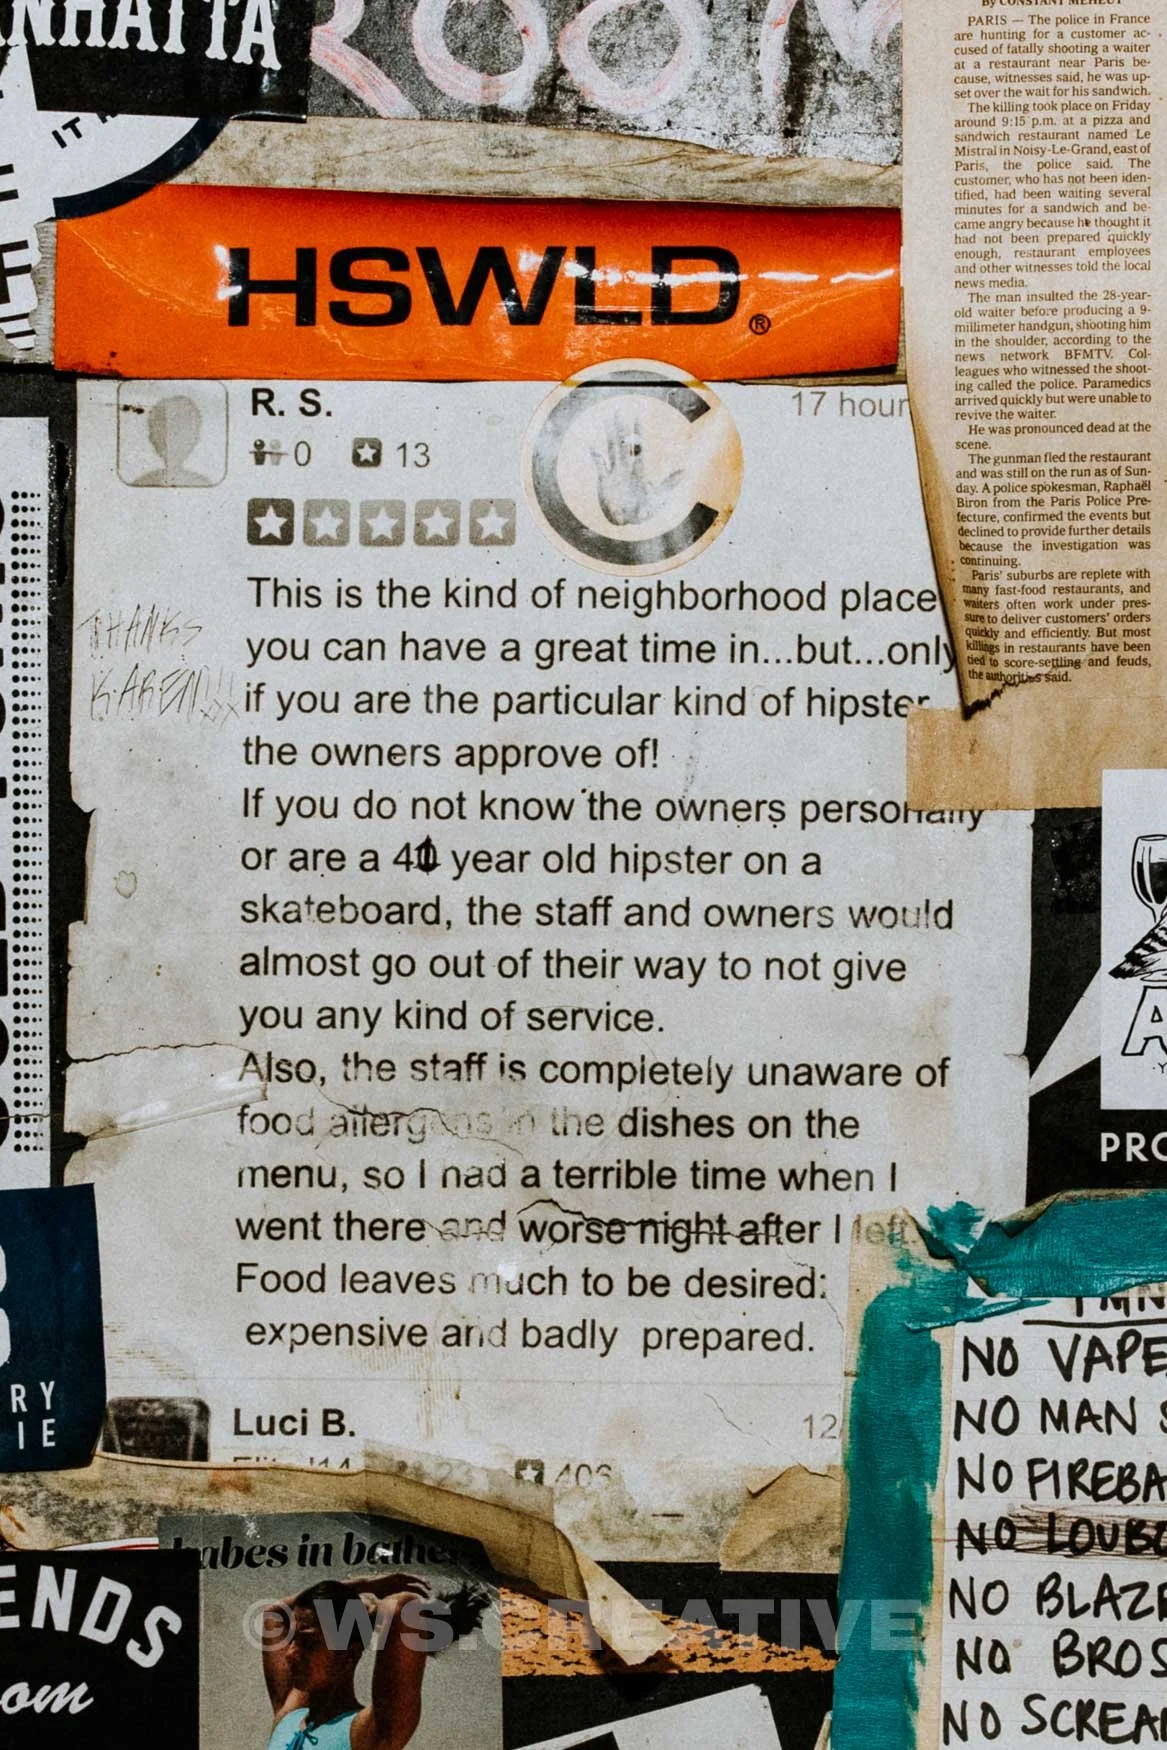 NHATTA
IT
ROOM
By CONSTANT MÉHEUT
PARIS — The police in France
are hunting for a customer ac-
cused of fatally shooting a waiter
at a restaurant near Paris be-
cause, witnesses said, he was up-
set over the wait for his sandwich.
The killing took place on Friday
around 9:15 p.m. at a pizza and
sandwich restaurant named Le
Mistral in Noisy-Le-Grand, east of
Paris, the police said. The
customer, who has not been iden-
tified, had been waiting several
minutes for a sandwich and be-
came angry because he thought it
had not been prepared quickly
enough, restaurant employees
and other witnesses told the local
news media.
The man insulted the 28-year-
old waiter before producing a 9-
millimeter handgun, shooting him
in the shoulder, according to the
news network BFMTV. Col-
leagues who witnessed the shoot-
ing called the police. Paramedics
arrived quickly but were unable to
revive the waiter.
He was pronounced dead at the
scene.
The gunman fled the restaurant
and was still on the run as of Sun-
day. A police spokesman, Raphaël
Biron from the Paris Police Pre-
fecture, confirmed the events but
declined to provide further details
because the investigation was
continuing.
Paris' suburbs are replete with
many fast-food restaurants, and
waiters often work under pres-
sure to deliver customers' orders
quickly and efficiently. But most
killings in restaurants have been
tied to score-settling and feuds,
the authorities said.
HSWLD®
R. S.
17 hour
0 13
C
This is the kind of neighborhood place
you can have a great time in...but...only
if you are the particular kind of hipster
the owners approve of!
If you do not know the owners personally
or are a 40 year old hipster on a
skateboard, the staff and owners would
almost go out of their way to not give
you any kind of service.
Also, the staff is completely unaware of
food allergens in the dishes on the
menu, so I had a terrible time when I
went there and worse night after I left.
Food leaves much to be desired:
expensive and badly prepared.
THANKS
KAREN!!
Luci B.
12
Elite '14 23 406
PRO
RY
IE
NO VAPE
NO MAN S
NO FIREBA
NO LOUBO
NO BLAZE
NO BROS
NO SCREA
babes in bathe
ENDS
om
© WS.CREATIVE